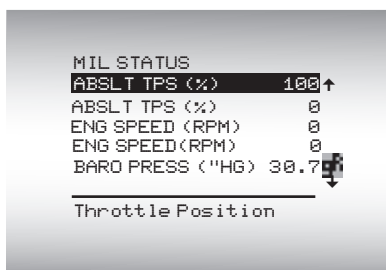 MIL STATUS
ABSLT TPS (%) 100
ABSLT TPS (%) 0
ENG SPEED (RPM) 0
ENG SPEED(RPM) 0
BARO PRESS ("HG) 30.7
Throttle Position